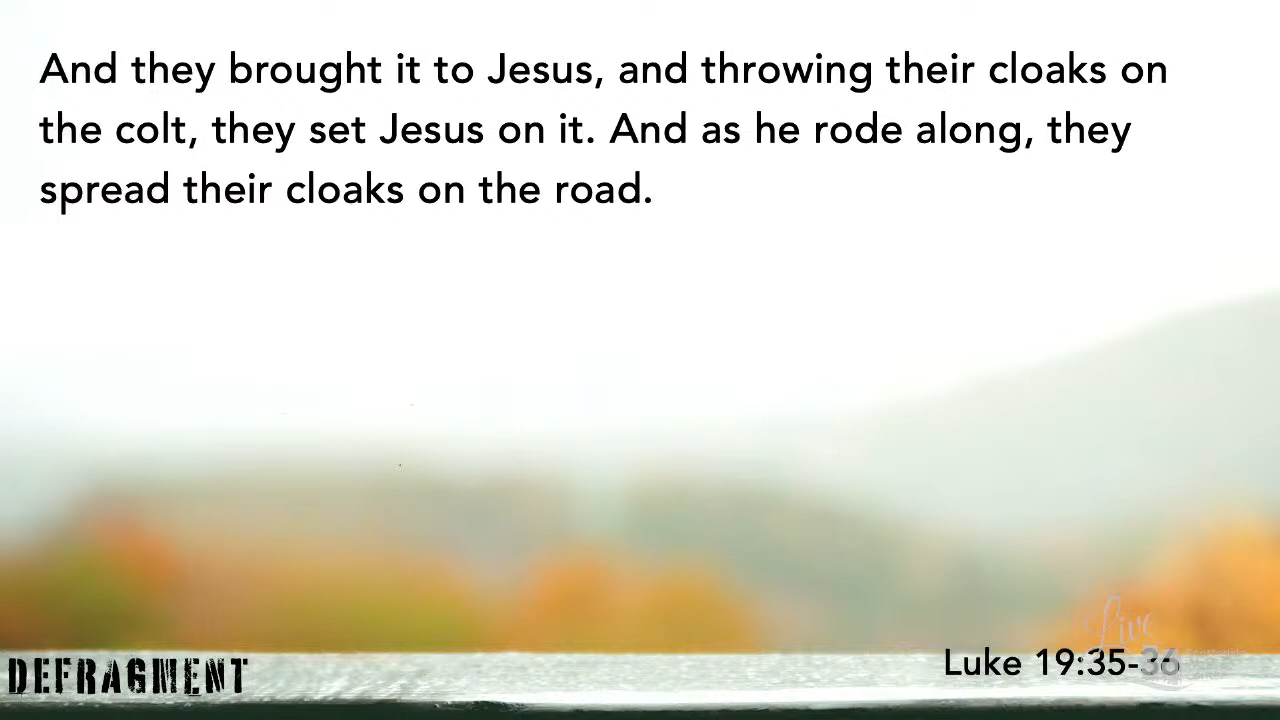 And they brought it to Jesus, and throwing their cloaks on
the colt, they set Jesus on it. And as he rode along, they
spread their cloaks on the road.
Live
Luke 19:35-36
DEFRAGMENT